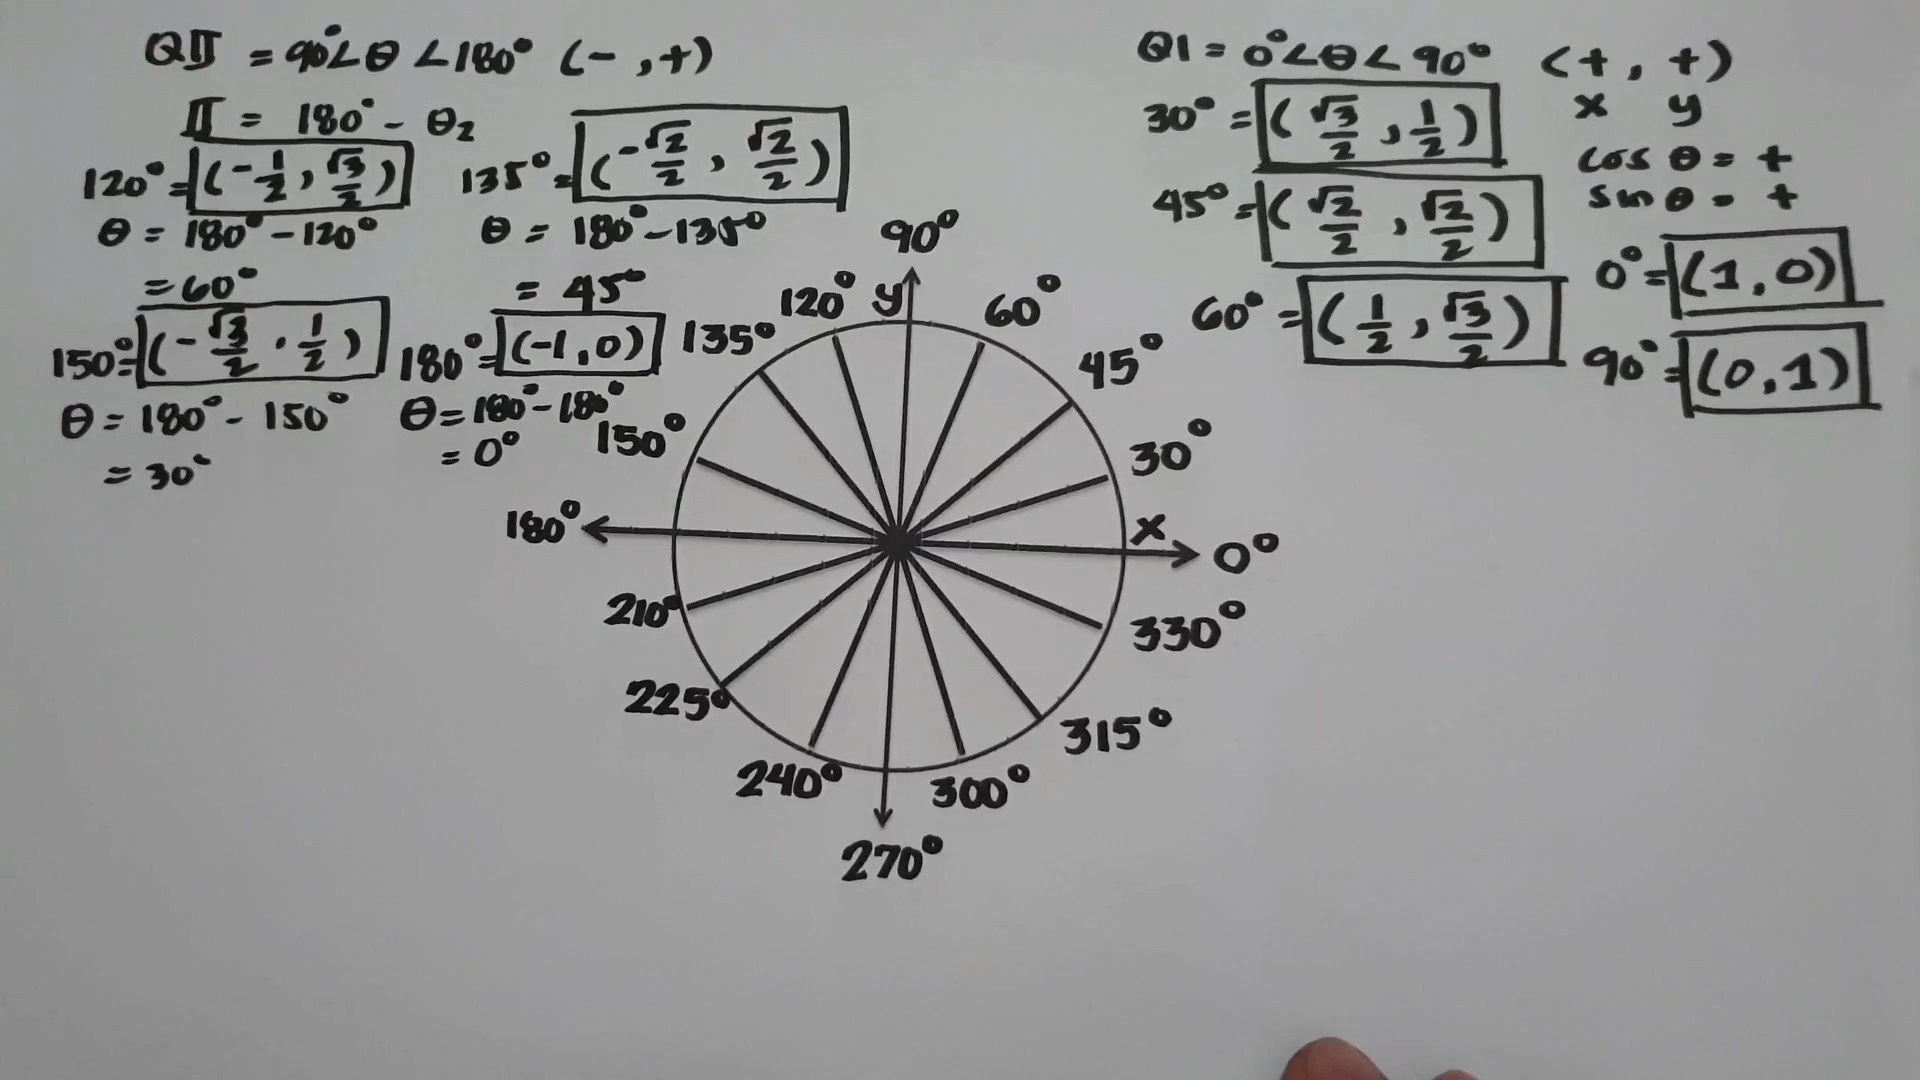 QII = 90°<θ<180° (-,+)
II = 180° - θ2
120° = (-1/2, √3/2)
θ = 180° - 120°
= 60°
135° = (-√2/2, √2/2)
θ = 180° - 135°
= 45°
150° = (-√3/2 . 1/2)
θ = 180° - 150°
= 30°
180° = (-1,0)
θ = 180° - 180°
= 0°
Q1 = 0°<θ<90° (+, +)
x y
cos θ = +
sin θ = +
30° = (√3/2, 1/2)
45° = (√2/2, √2/2)
60° = (1/2, √3/2)
0° = (1,0)
90° = (0,1)
90°
120° y 60°
135° 45°
150° 30°
180° x 0°
210° 330°
225° 315°
240° 300°
270°